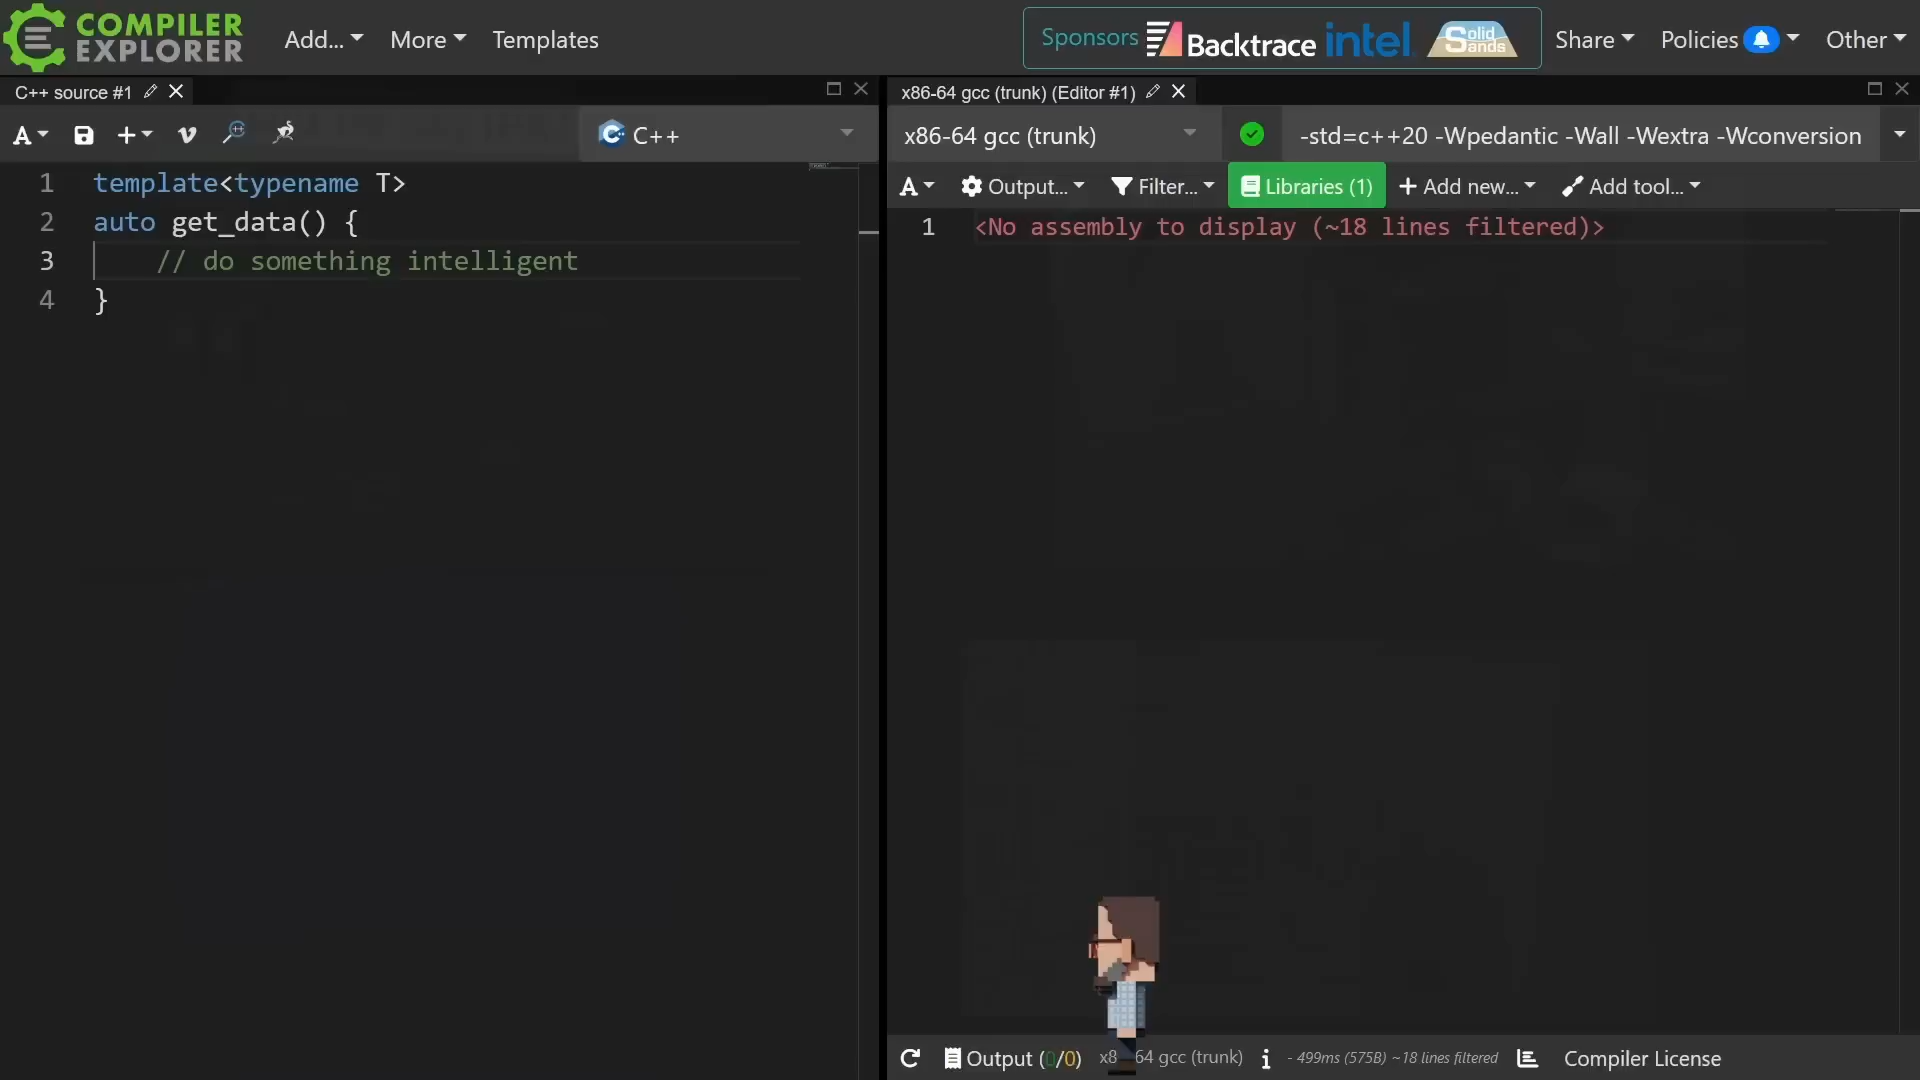 COMPILER
EXPLORER
Add...
More
Templates
Sponsors
Backtrace
intel
Solid
Sands
Share
Policies
Other
C++ source #1
x86-64 gcc (trunk) (Editor #1)
A
C++
x86-64 gcc (trunk)
-std=c++20 -Wpedantic -Wall -Wextra -Wconversion
A
Output...
Filter...
Libraries (1)
Add new...
Add tool...
1 template<typename T>
2 auto get_data() {
3 // do something intelligent
4 }
1 <No assembly to display (~18 lines filtered)>
Output (0/0)
x8 64 gcc (trunk)
- 499ms (575B) ~18 lines filtered
Compiler License